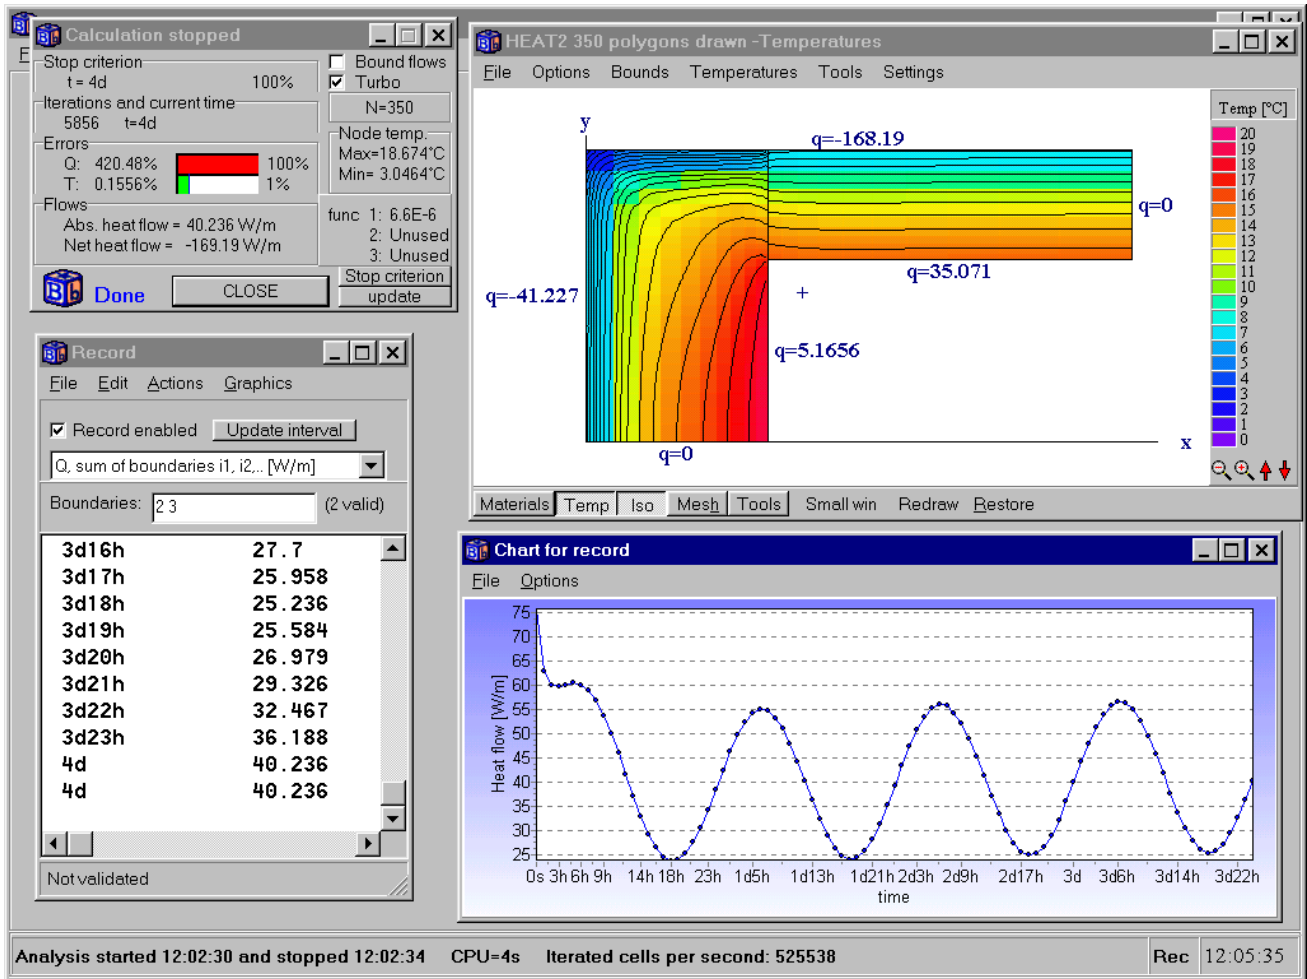 Calculation stopped
Stop criterion
t = 4d 100%
Iterations and current time
5856 t=4d
Errors
Q: 420.48% 100%
T: 0.1556% 1%
Flows
Abs. heat flow = 40.236 W/m
Net heat flow = -169.19 W/m
Done
CLOSE
Bound flows
Turbo
N=350
Node temp.
Max=18.674°C
Min= 3.0464°C
func 1: 6.6E-6
2: Unused
3: Unused
Stop criterion
update
HEAT2 350 polygons drawn -Temperatures
File Options Bounds Temperatures Tools Settings
y
q=-168.19
q=0
q=35.071
q=-41.227
q=5.1656
q=0
x
Temp [°C]
20
19
18
17
16
15
14
13
12
11
10
9
8
7
6
5
4
3
2
1
0
Materials Temp Iso Mesh Tools Small win Redraw Restore
Record
File Edit Actions Graphics
Record enabled Update interval
Q, sum of boundaries i1, i2,.. [W/m]
Boundaries: 2 3 (2 valid)
3d16h 27.7
3d17h 25.958
3d18h 25.236
3d19h 25.584
3d20h 26.979
3d21h 29.326
3d22h 32.467
3d23h 36.188
4d 40.236
4d 40.236
Not validated
Chart for record
File Options
Heat flow [W/m]
75
70
65
60
55
50
45
40
35
30
25
0s 3h 6h 9h 14h 18h 23h 1d5h 1d13h 1d21h 2d3h 2d9h 2d17h 3d 3d6h 3d14h 3d22h
time
Analysis started 12:02:30 and stopped 12:02:34 CPU=4s Iterated cells per second: 525538 Rec 12:05:35